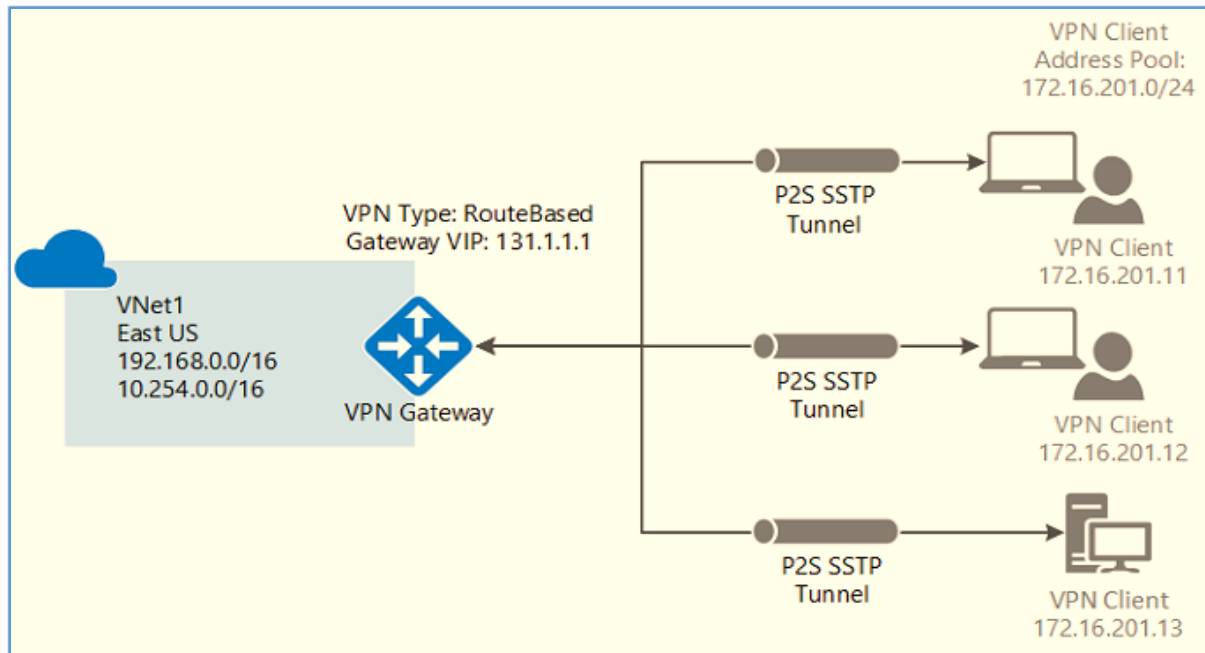 VPN Client
Address Pool:
172.16.201.0/24
P2S SSTP
Tunnel
VPN Client
172.16.201.11
VPN Type: RouteBased
Gateway VIP: 131.1.1.1
VNet1
East US
192.168.0.0/16
10.254.0.0/16
VPN Gateway
P2S SSTP
Tunnel
VPN Client
172.16.201.12
P2S SSTP
Tunnel
VPN Client
172.16.201.13